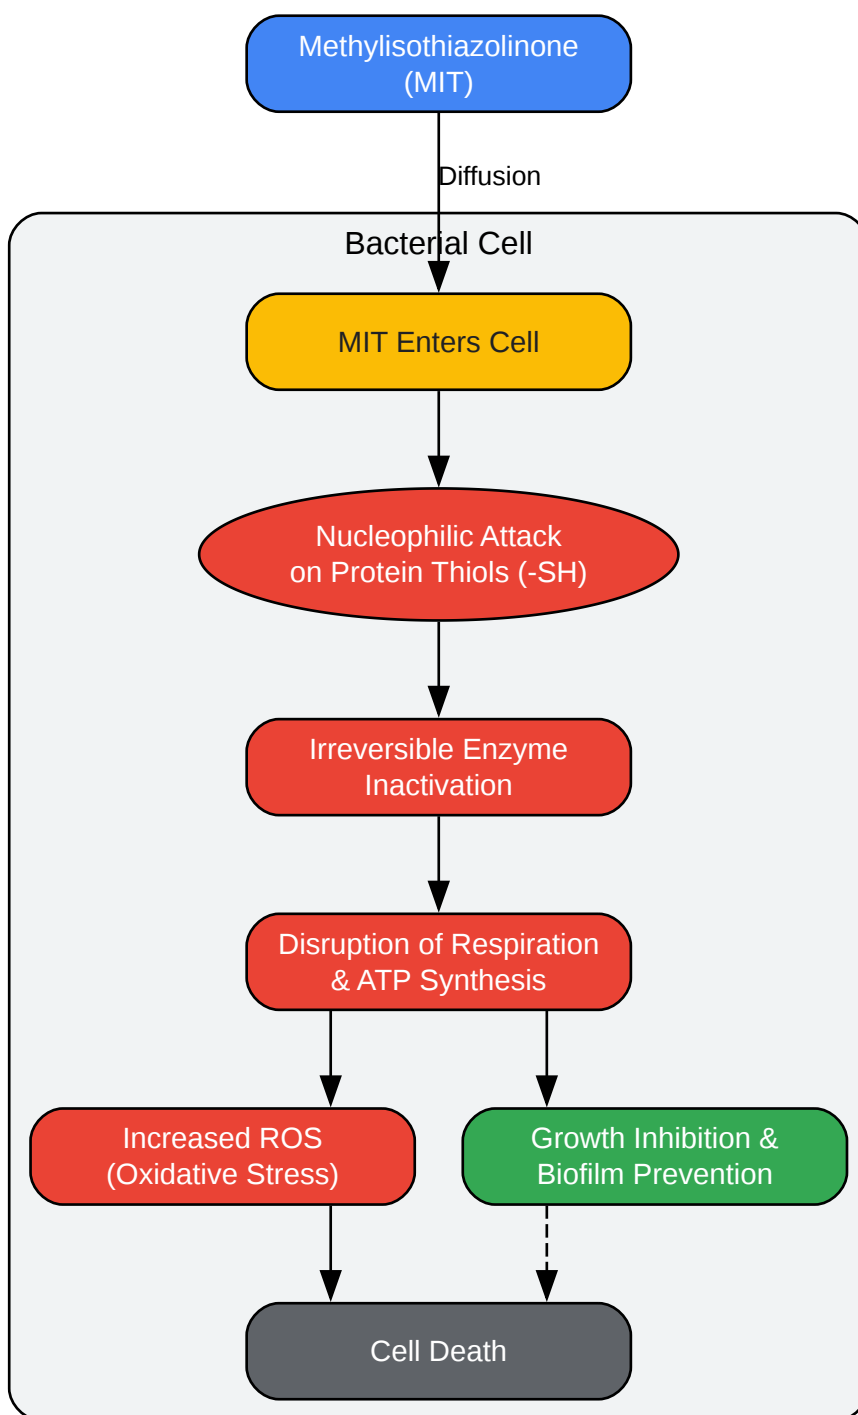 Methylisothiazolinone
(MIT)
Diffusion
Bacterial Cell
MIT Enters Cell
Nucleophilic Attack
on Protein Thiols (-SH)
Irreversible Enzyme
Inactivation
Disruption of Respiration
& ATP Synthesis
Increased ROS
(Oxidative Stress)
Growth Inhibition &
Biofilm Prevention
Cell Death